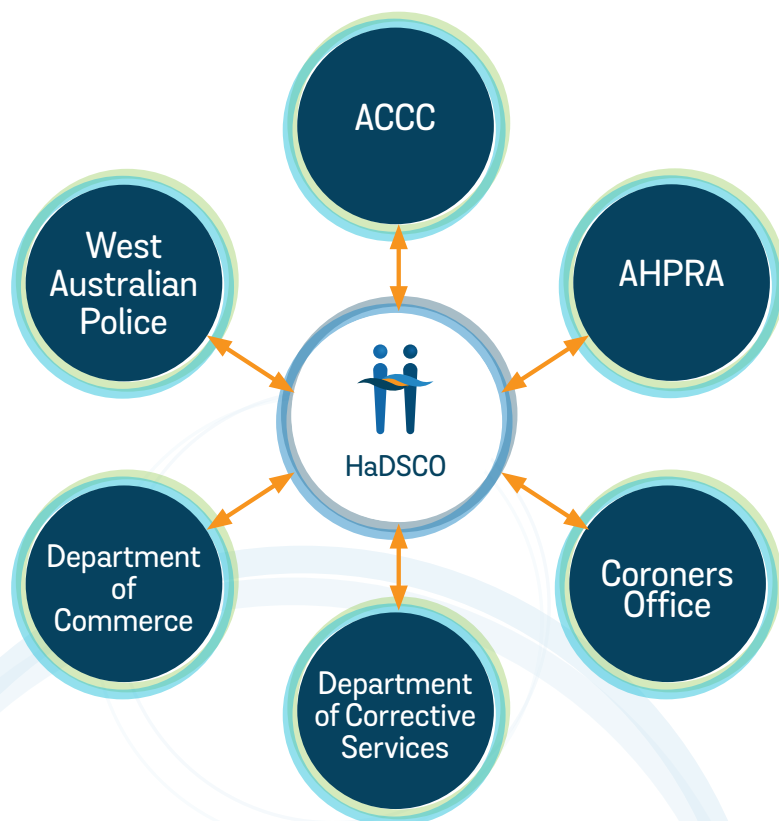 ACCC
West
Australian
Police
AHPRA
HaDSCO
Department
of
Commerce
Coroners
Office
Department
of Corrective
Services